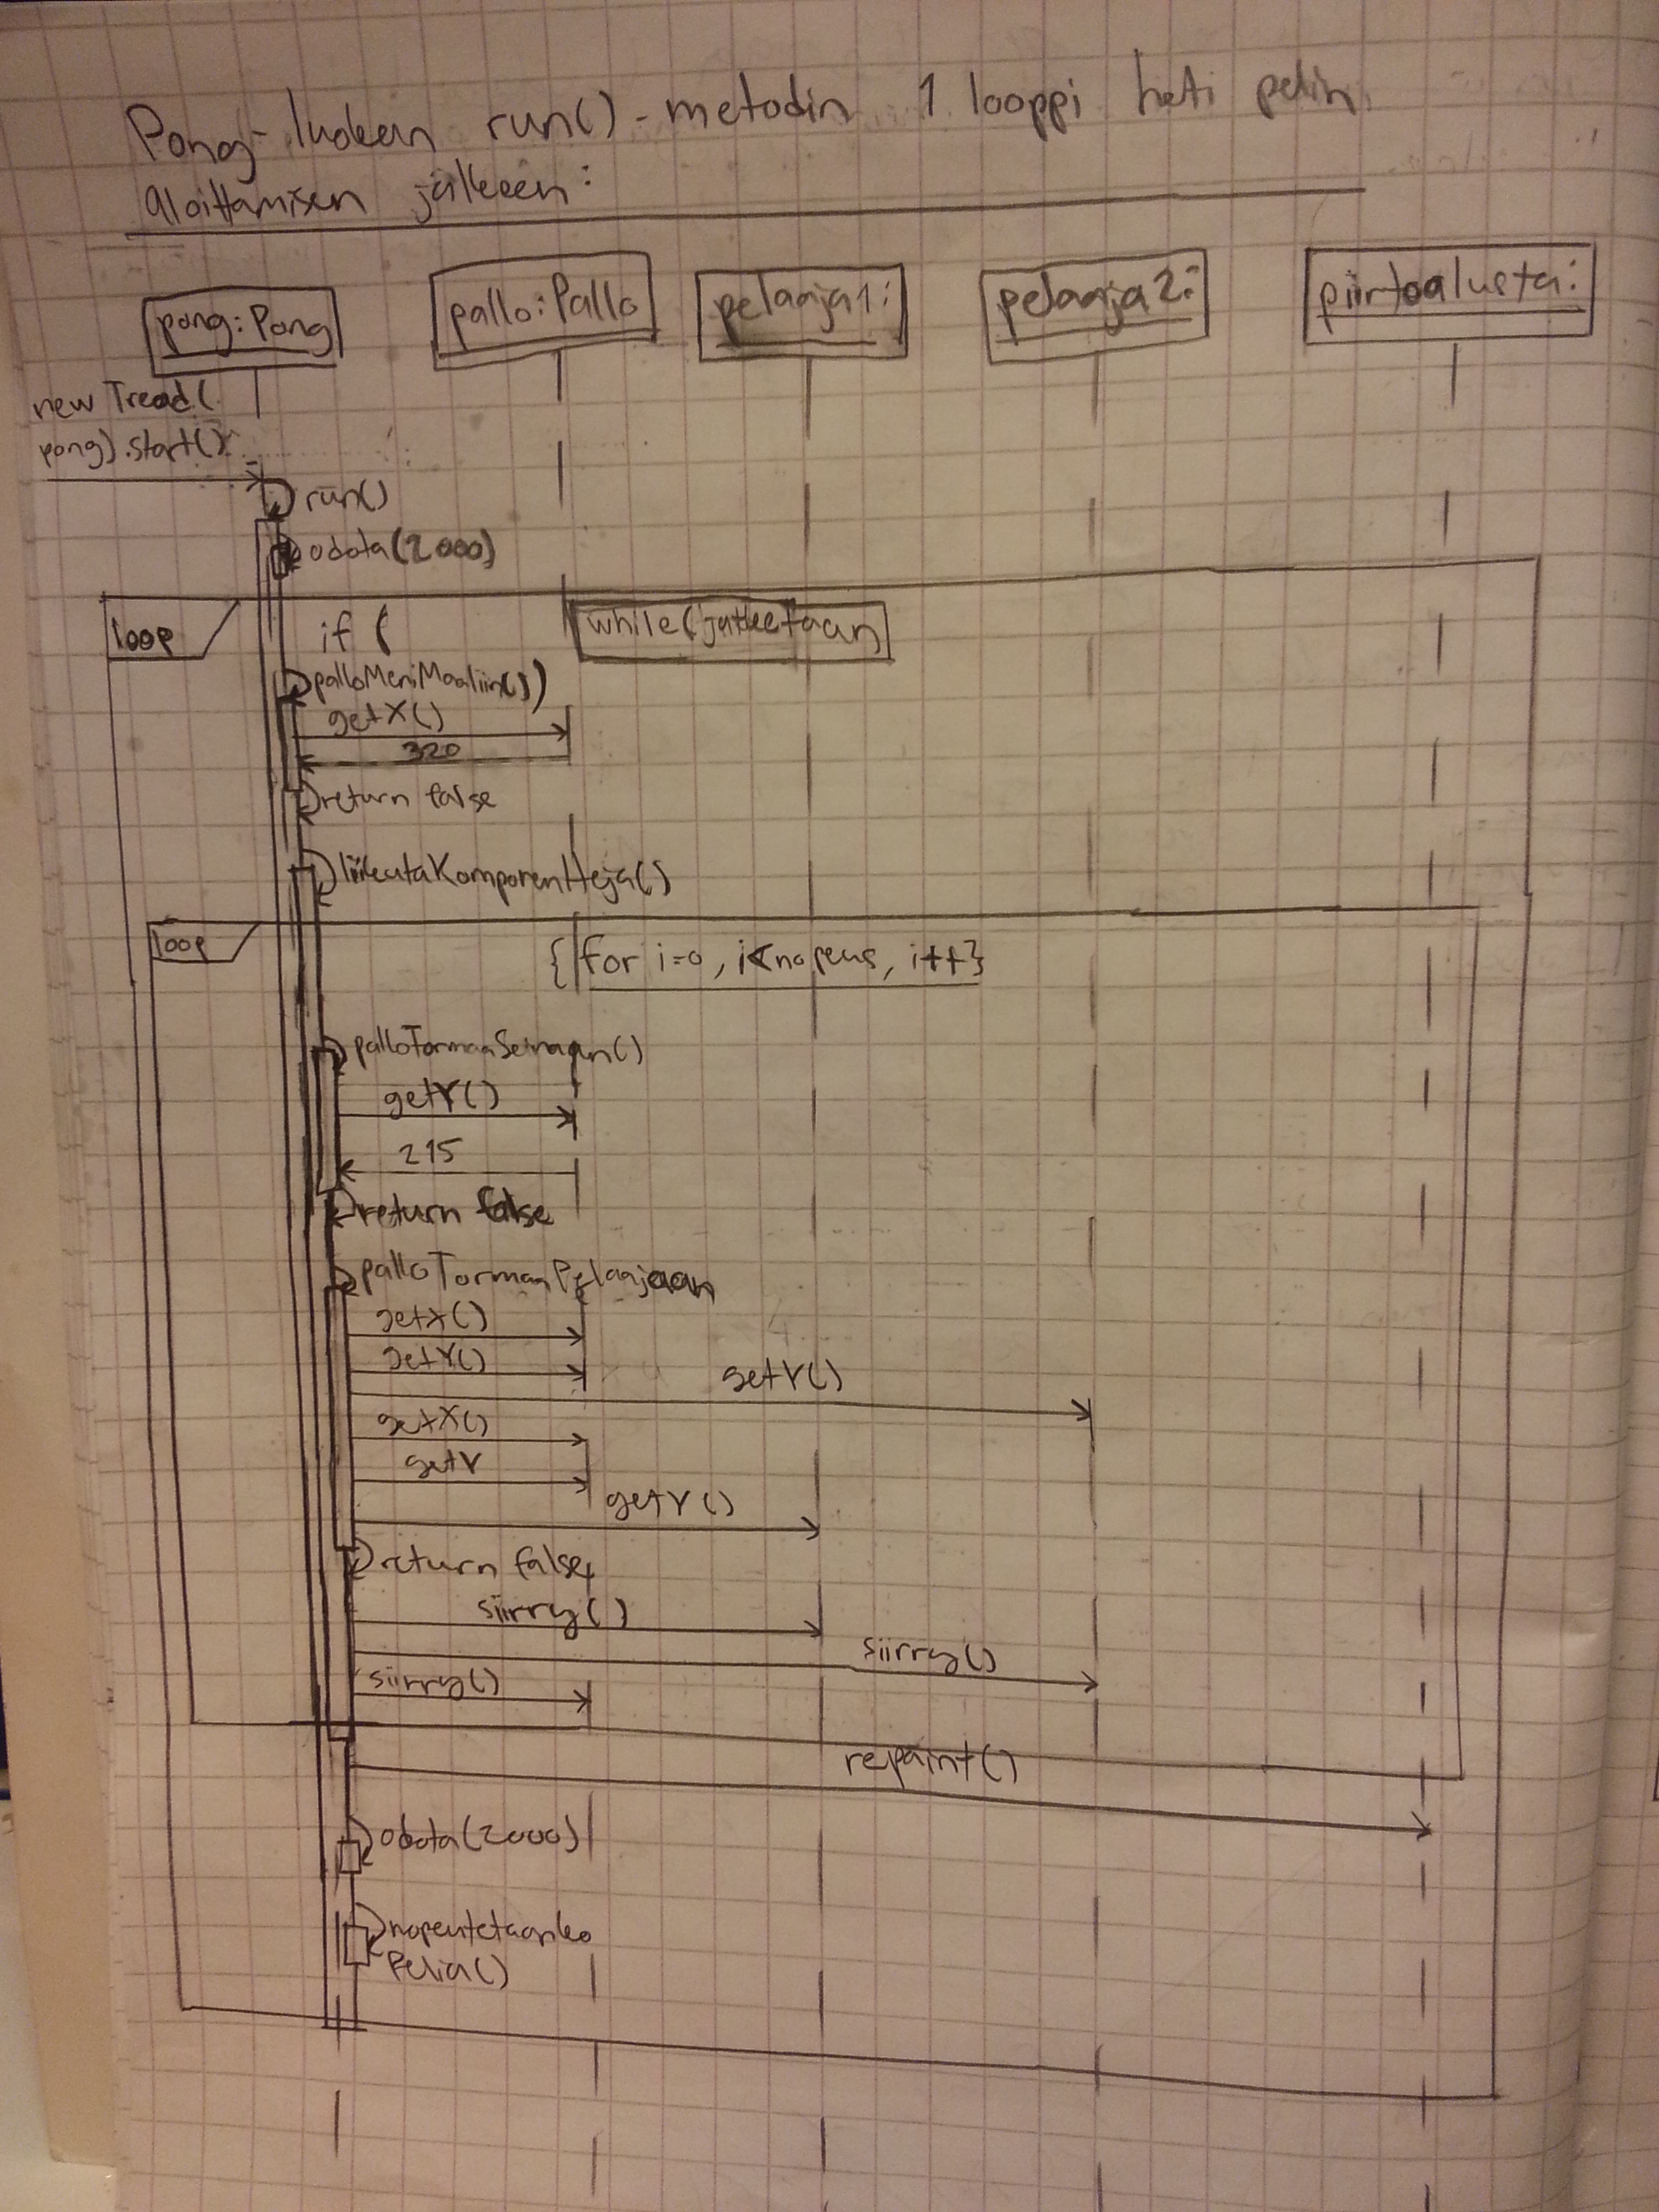 Pong-luokan run()-metodin 1 looppi heti pelin
aloittamisen jälkeen:
pong:Pong
pallo:Pallo
pelaaja1:
pelaaja2:
piirtoalusta:
new Tread(
pong).start()
run()
odota(2000)
loop
if (
while(jatketaan
palloMeniMaaliin())
getX()
320
return false
liikutaKomponentteja()
loop
{for i=0, i<nopeus, i++}
palloTormaaSeinaan()
getY()
215
return false
palloTormaaPelaajaan
getX()
getY()
getY()
getX()
getY
getY()
return false
siirry()
siirry()
siirry()
repaint()
odota(2000)
nopeutetaanko
Pelia()